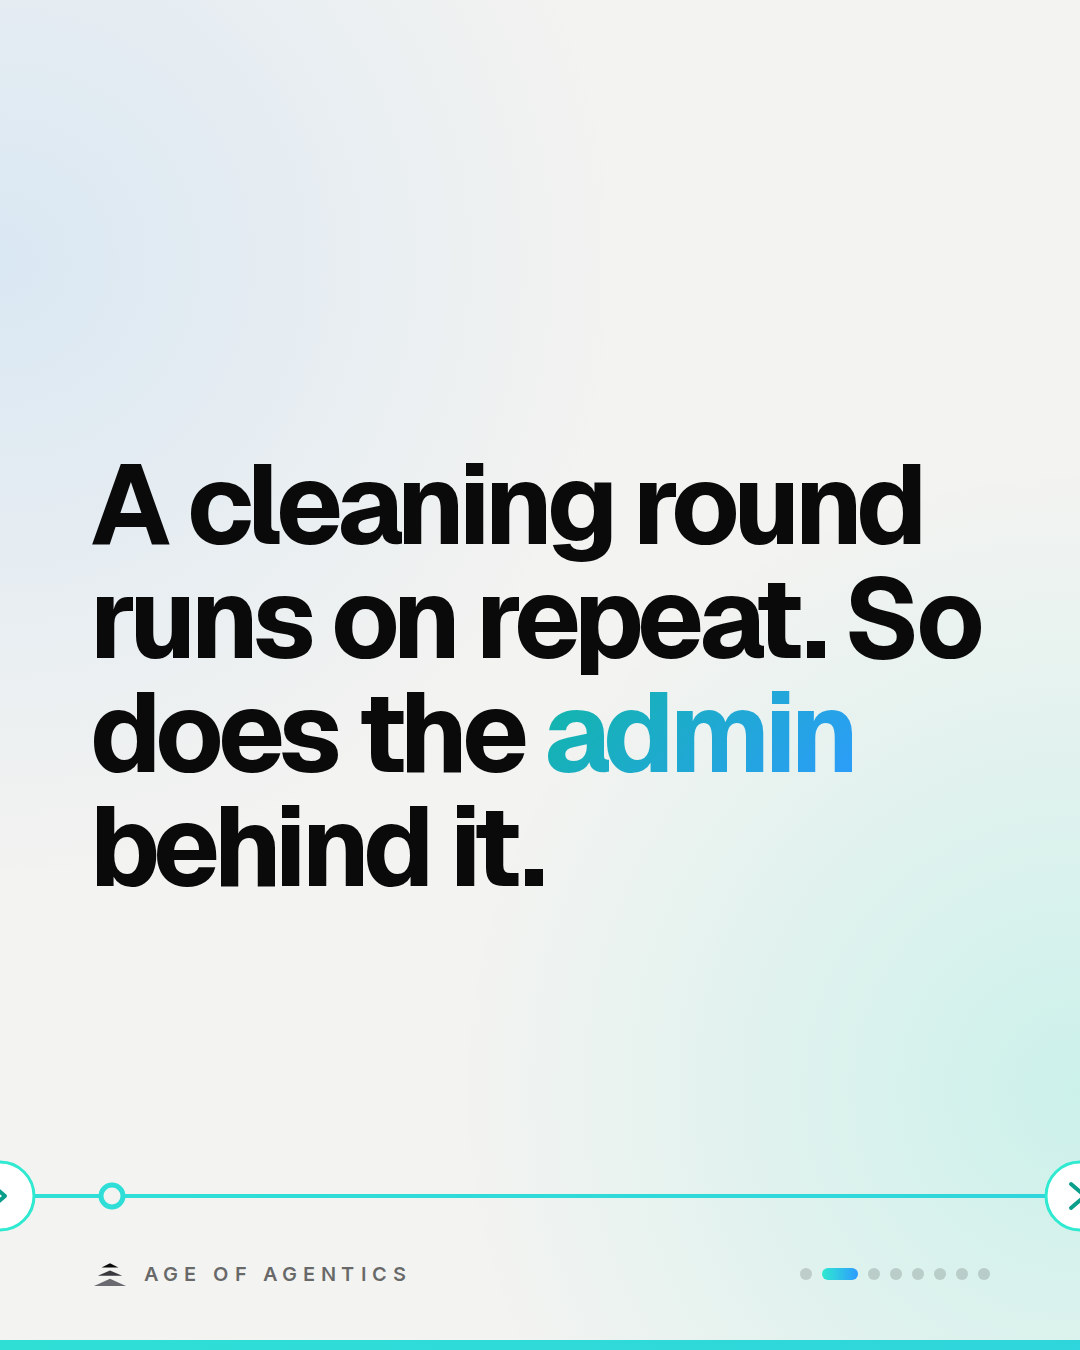 A cleaning round
runs on repeat. So
does the admin
behind it.
AGE OF AGENTICS